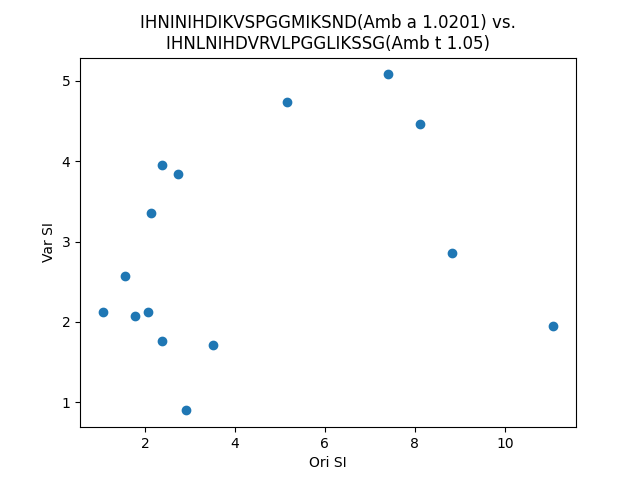 IHNINIHDIKVSPGGMIKSND(Amb a 1.0201) vs.
IHNLNIHDVRVLPGGLIKSSG(Amb t 1.05)
5
4
3
2
1
Var SI
2 4 6 8 10
Ori SI